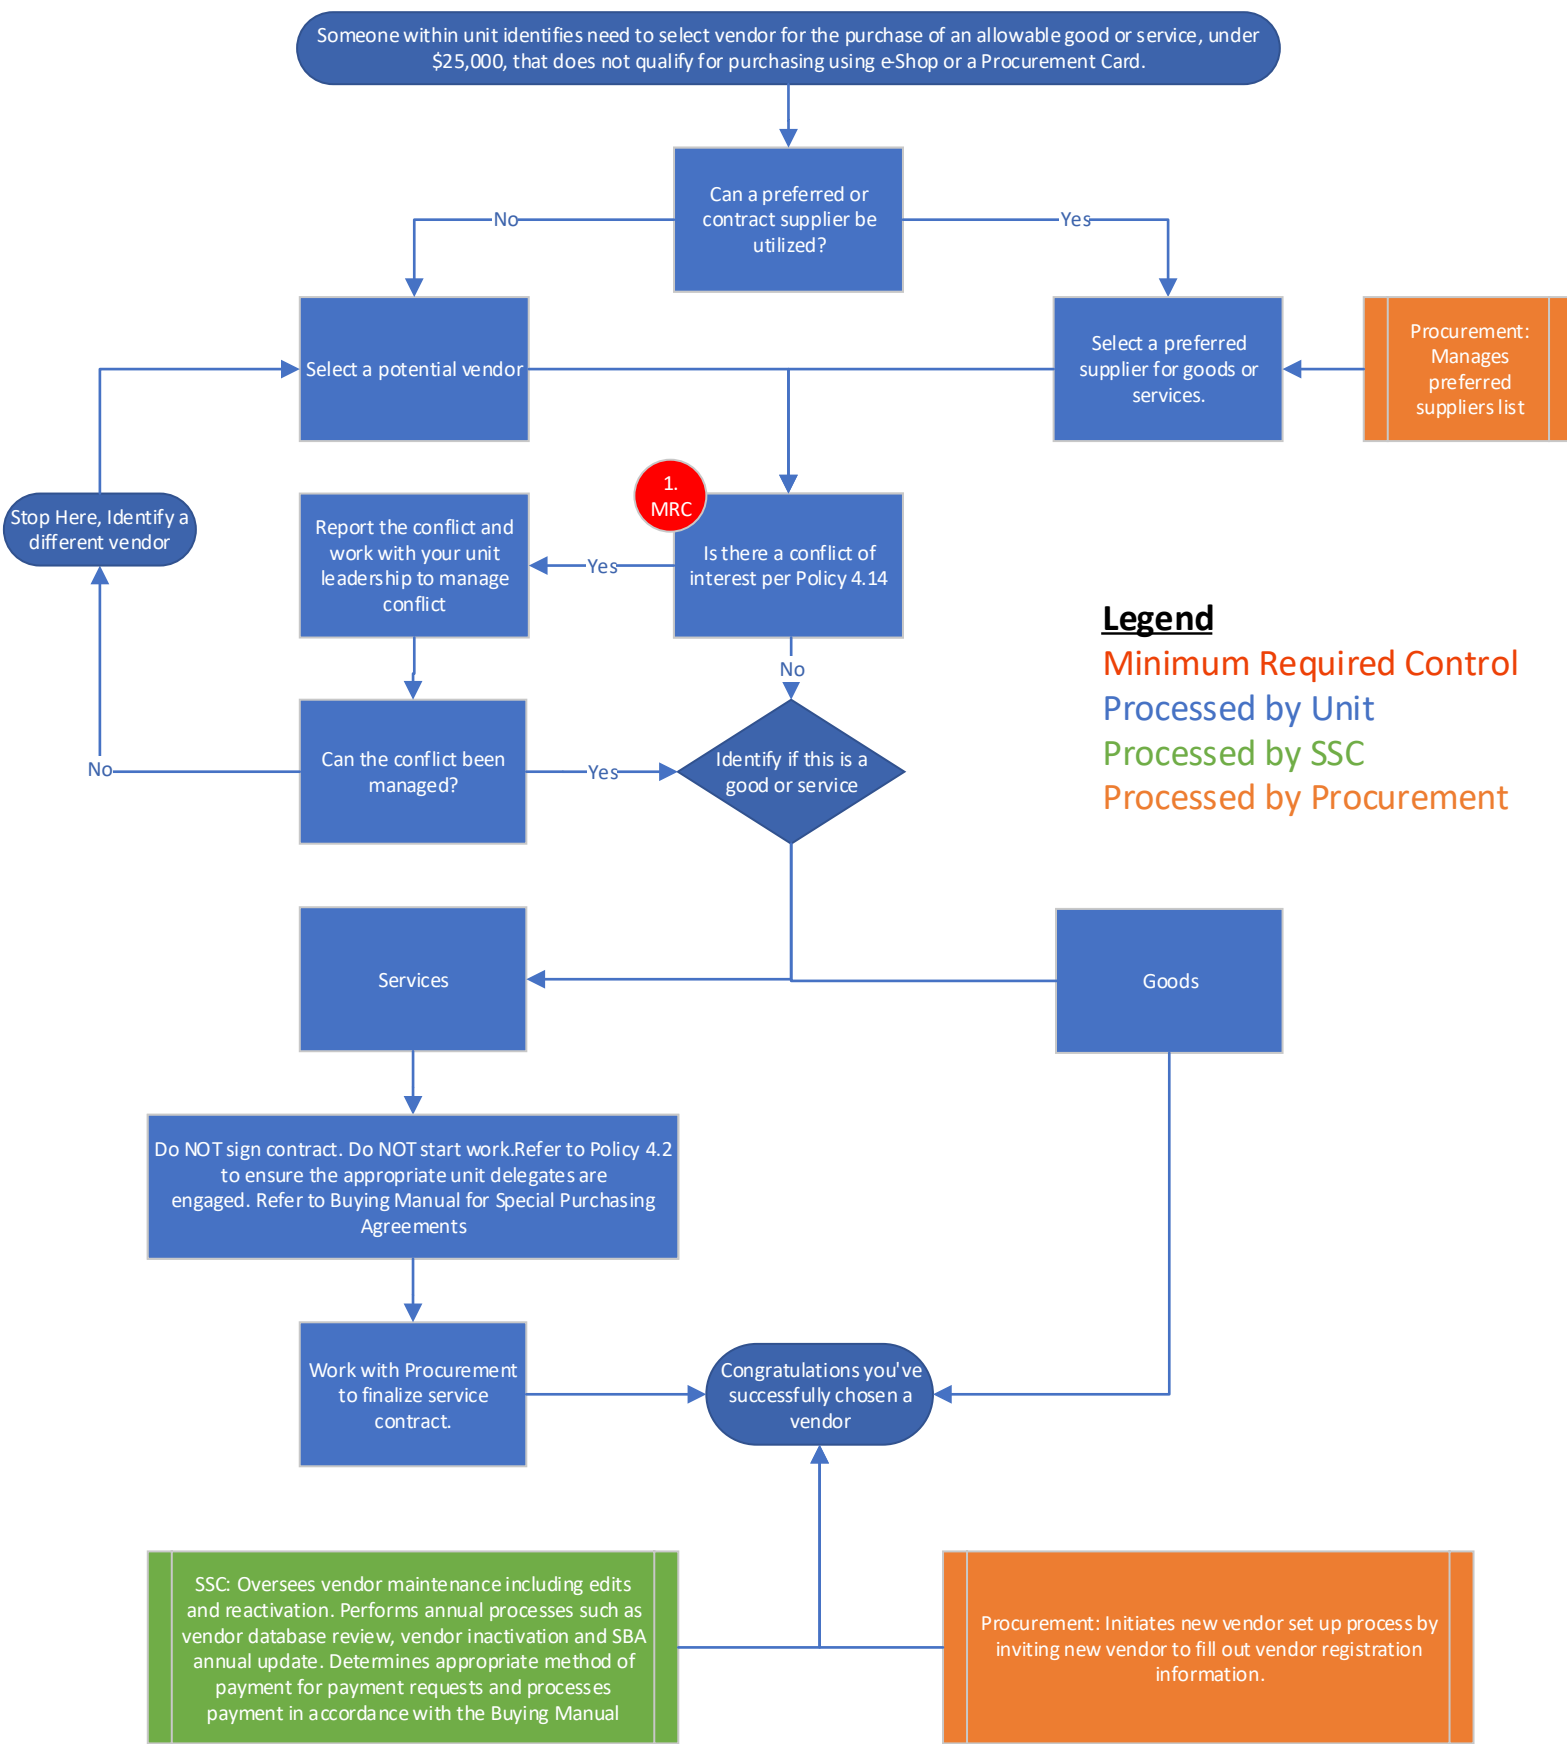 Someone within unit identifies need to select vendor for the purchase of an allowable good or service, under
$25,000, that does not qualify for purchasing using e-Shop or a Procurement Card.
Can a preferred or
contract supplier be
utilized?
No
Yes
Select a potential vendor
Select a preferred
supplier for goods or
services.
Procurement:
Manages
preferred
suppliers list
1.
MRC
Stop Here, Identify a
different vendor
Report the conflict and
work with your unit
leadership to manage
conflict
Yes
Is there a conflict of
interest per Policy 4.14
No
Legend
Minimum Required Control
Processed by Unit
Processed by SSC
Processed by Procurement
No
Can the conflict been
managed?
Yes
Identify if this is a
good or service
Services
Goods
Do NOT sign contract. Do NOT start work.Refer to Policy 4.2
to ensure the appropriate unit delegates are
engaged. Refer to Buying Manual for Special Purchasing
Agreements
Work with Procurement
to finalize service
contract.
Congratulations you've
successfully chosen a
vendor
SSC: Oversees vendor maintenance including edits
and reactivation. Performs annual processes such as
vendor database review, vendor inactivation and SBA
annual update. Determines appropriate method of
payment for payment requests and processes
payment in accordance with the Buying Manual
Procurement: Initiates new vendor set up process by
inviting new vendor to fill out vendor registration
information.